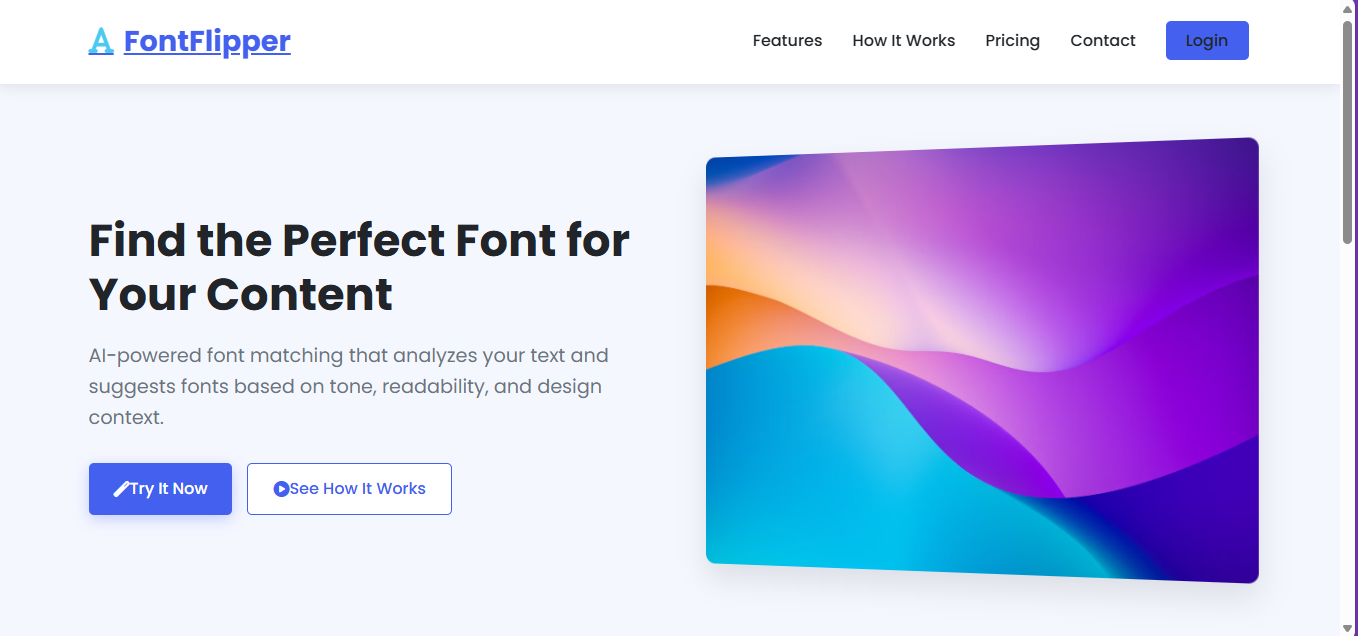 FontFlipper
Features How It Works Pricing Contact Login
Find the Perfect Font for
Your Content
AI-powered font matching that analyzes your text and
suggests fonts based on tone, readability, and design
context.
Try It Now See How It Works